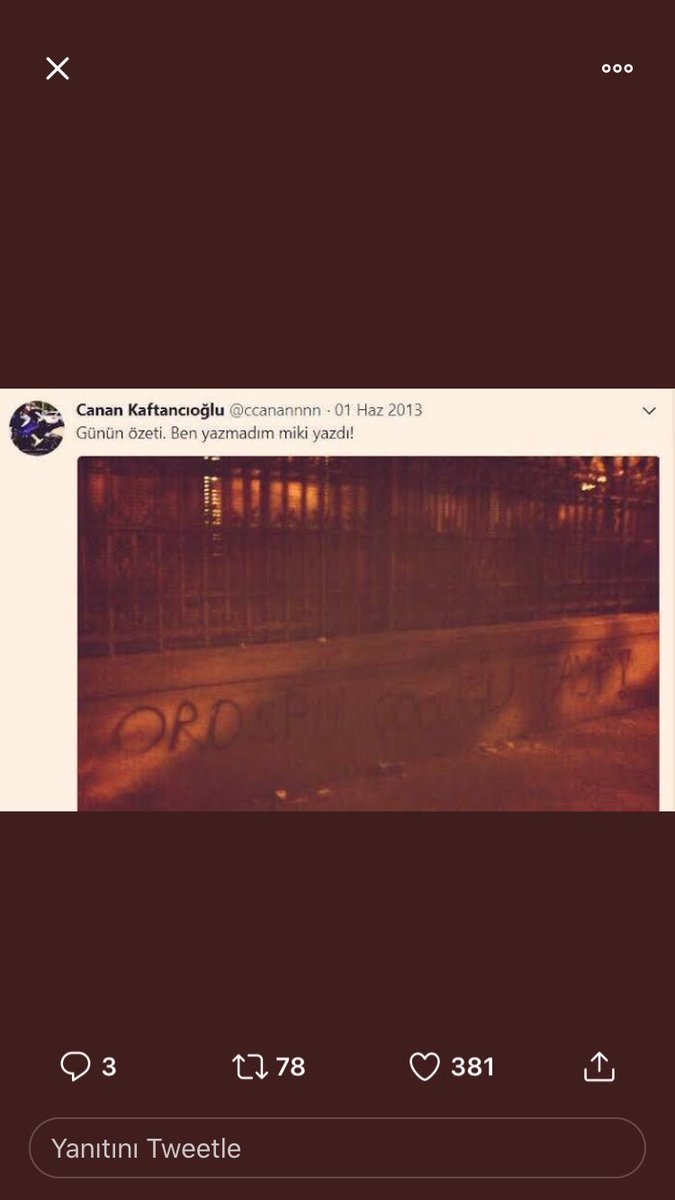 Canan Kaftancıoğlu @ccanannnn · 01 Haz 2013
Günün özeti. Ben yazmadım miki yazdı!
3 78 381
Yanıtını Tweetle